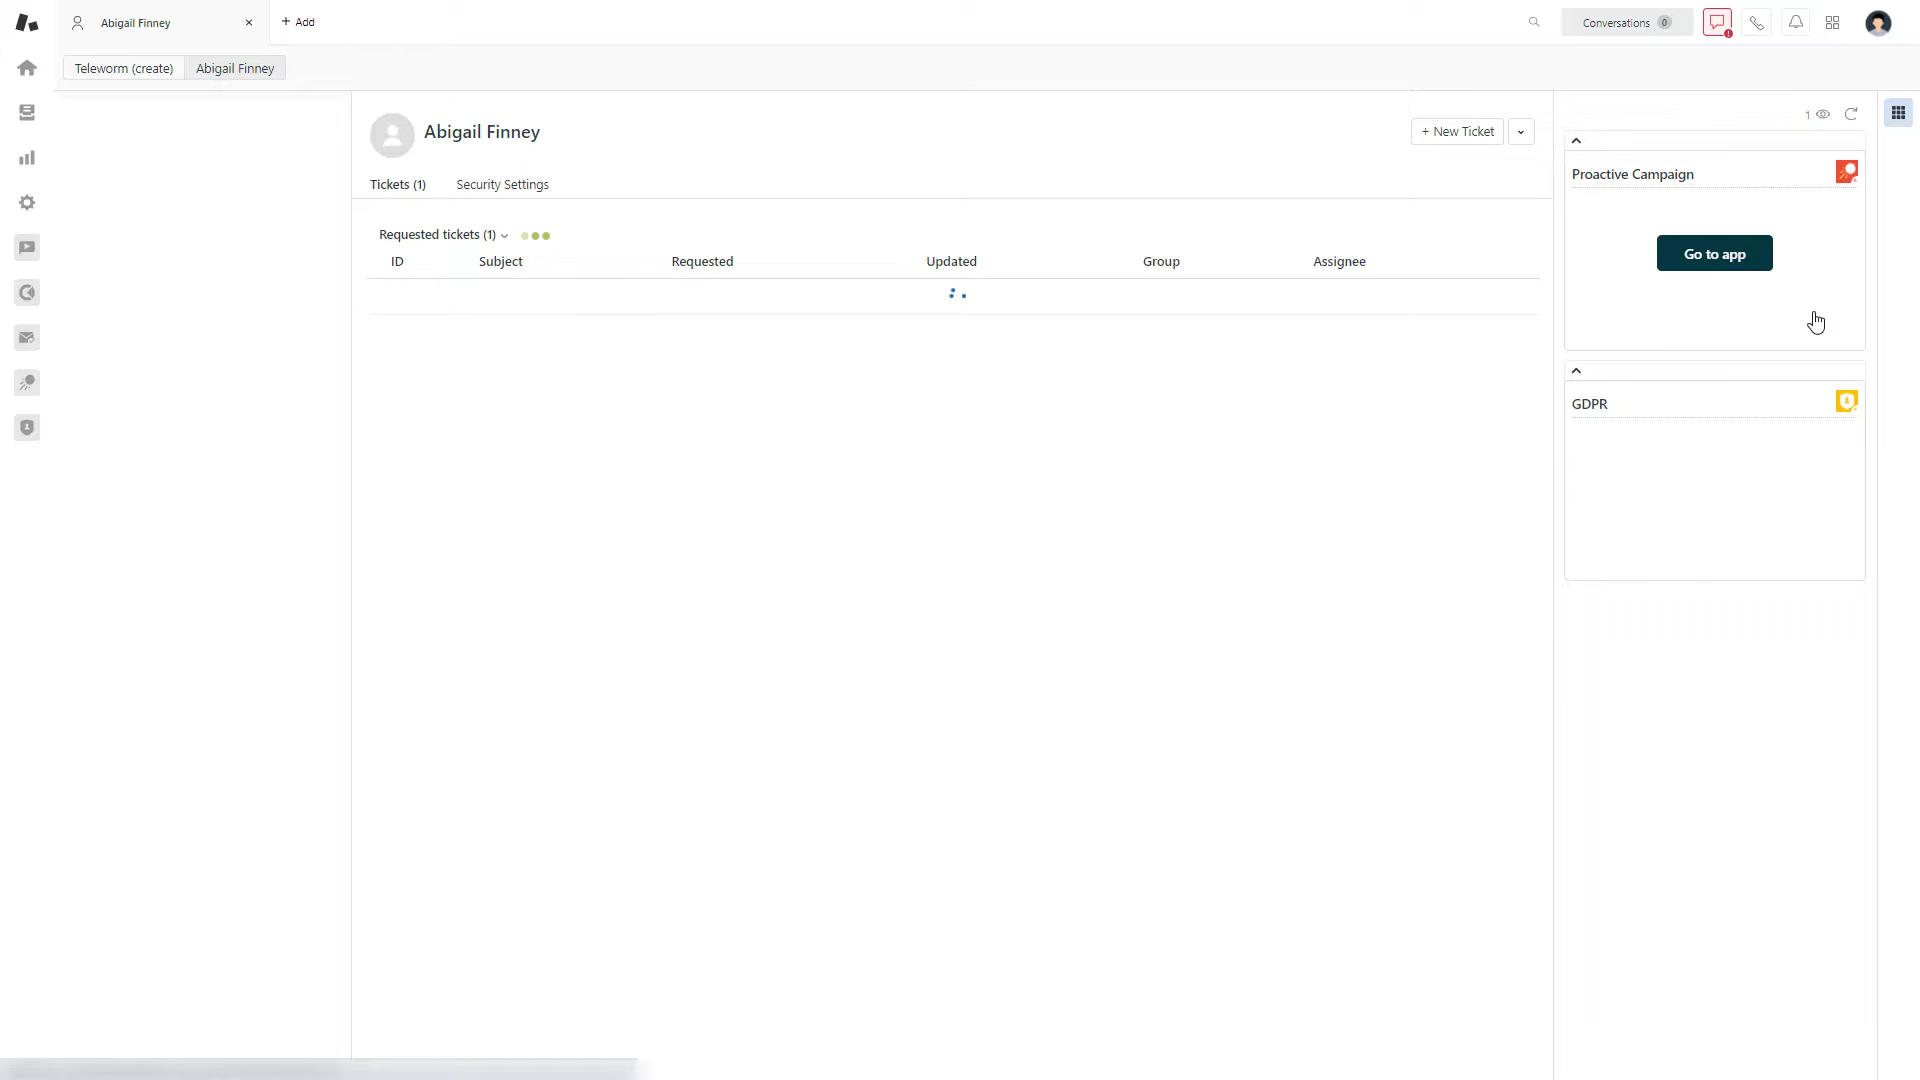 Abigail Finney
+ Add
Conversations 0
Teleworm (create)
Abigail Finney
Abigail Finney
+ New Ticket
Tickets (1)
Security Settings
Requested tickets (1)
ID
Subject
Requested
Updated
Group
Assignee
1
Proactive Campaign
Go to app
GDPR